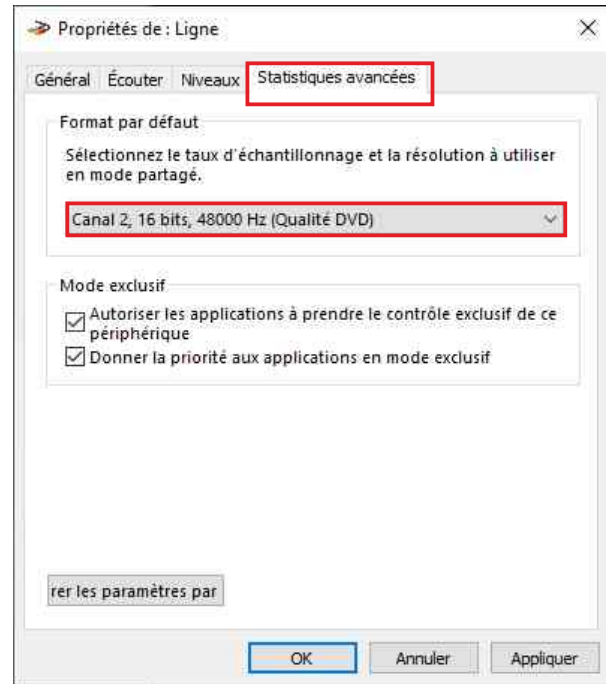 Propriétés de : Ligne
Général Écouter Niveaux Statistiques avancées
Format par défaut
Sélectionnez le taux d'échantillonnage et la résolution à utiliser
en mode partagé.
Canal 2, 16 bits, 48000 Hz (Qualité DVD)
Mode exclusif
Autoriser les applications à prendre le contrôle exclusif de ce
périphérique
Donner la priorité aux applications en mode exclusif
rer les paramètres par
OK Annuler Appliquer